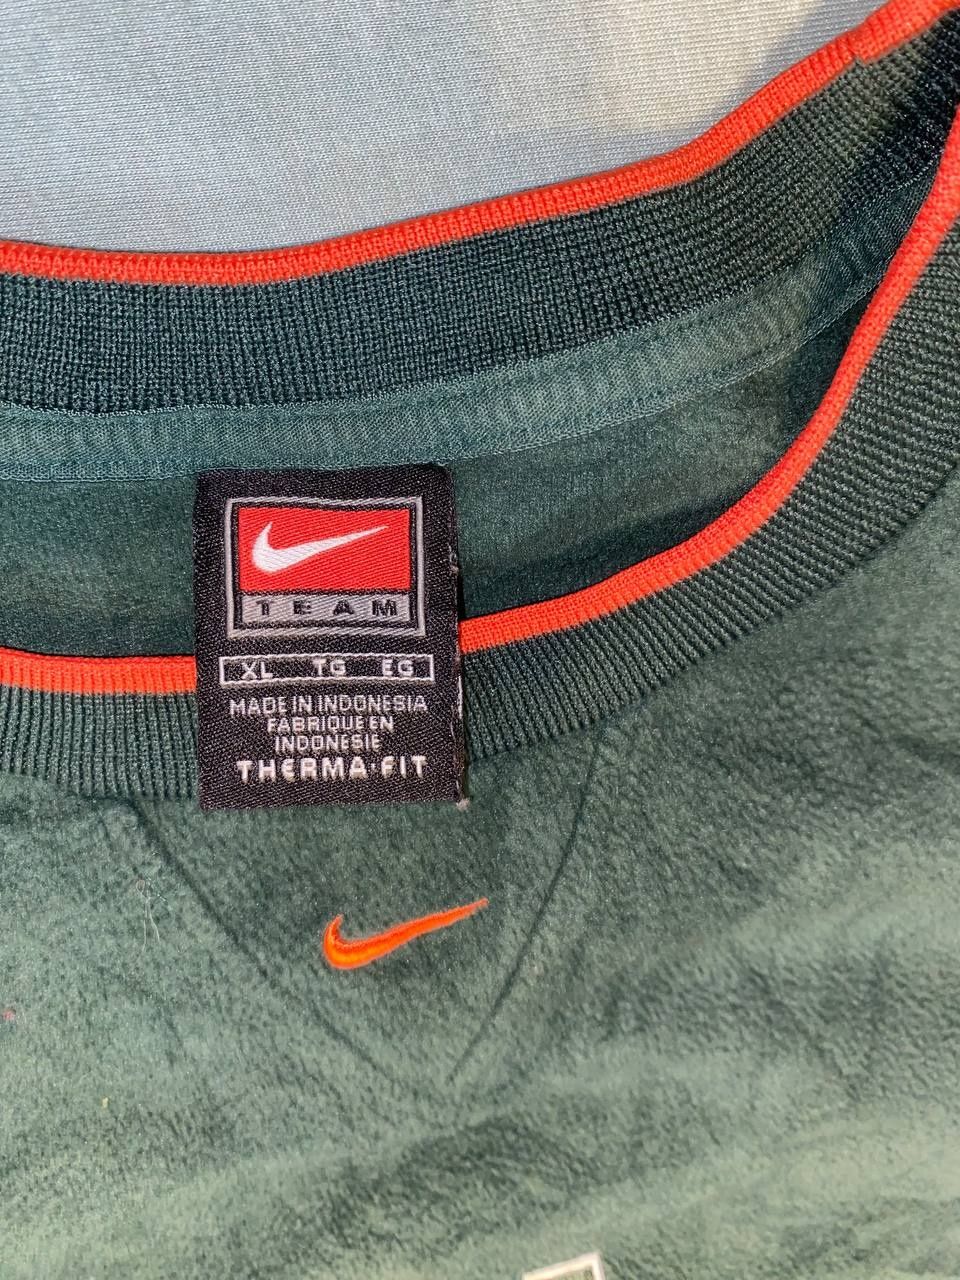 TEAM
XL TG EG
MADE IN INDONESIA
FABRIQUE EN
INDONESIE
THERMA·FIT